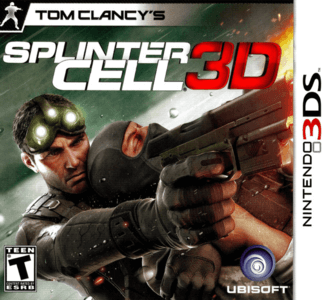 TOM CLANCY'S
SPLINTER
CELL 3D
NINTENDO 3DS
TEEN
T
ESRB
UBISOFT